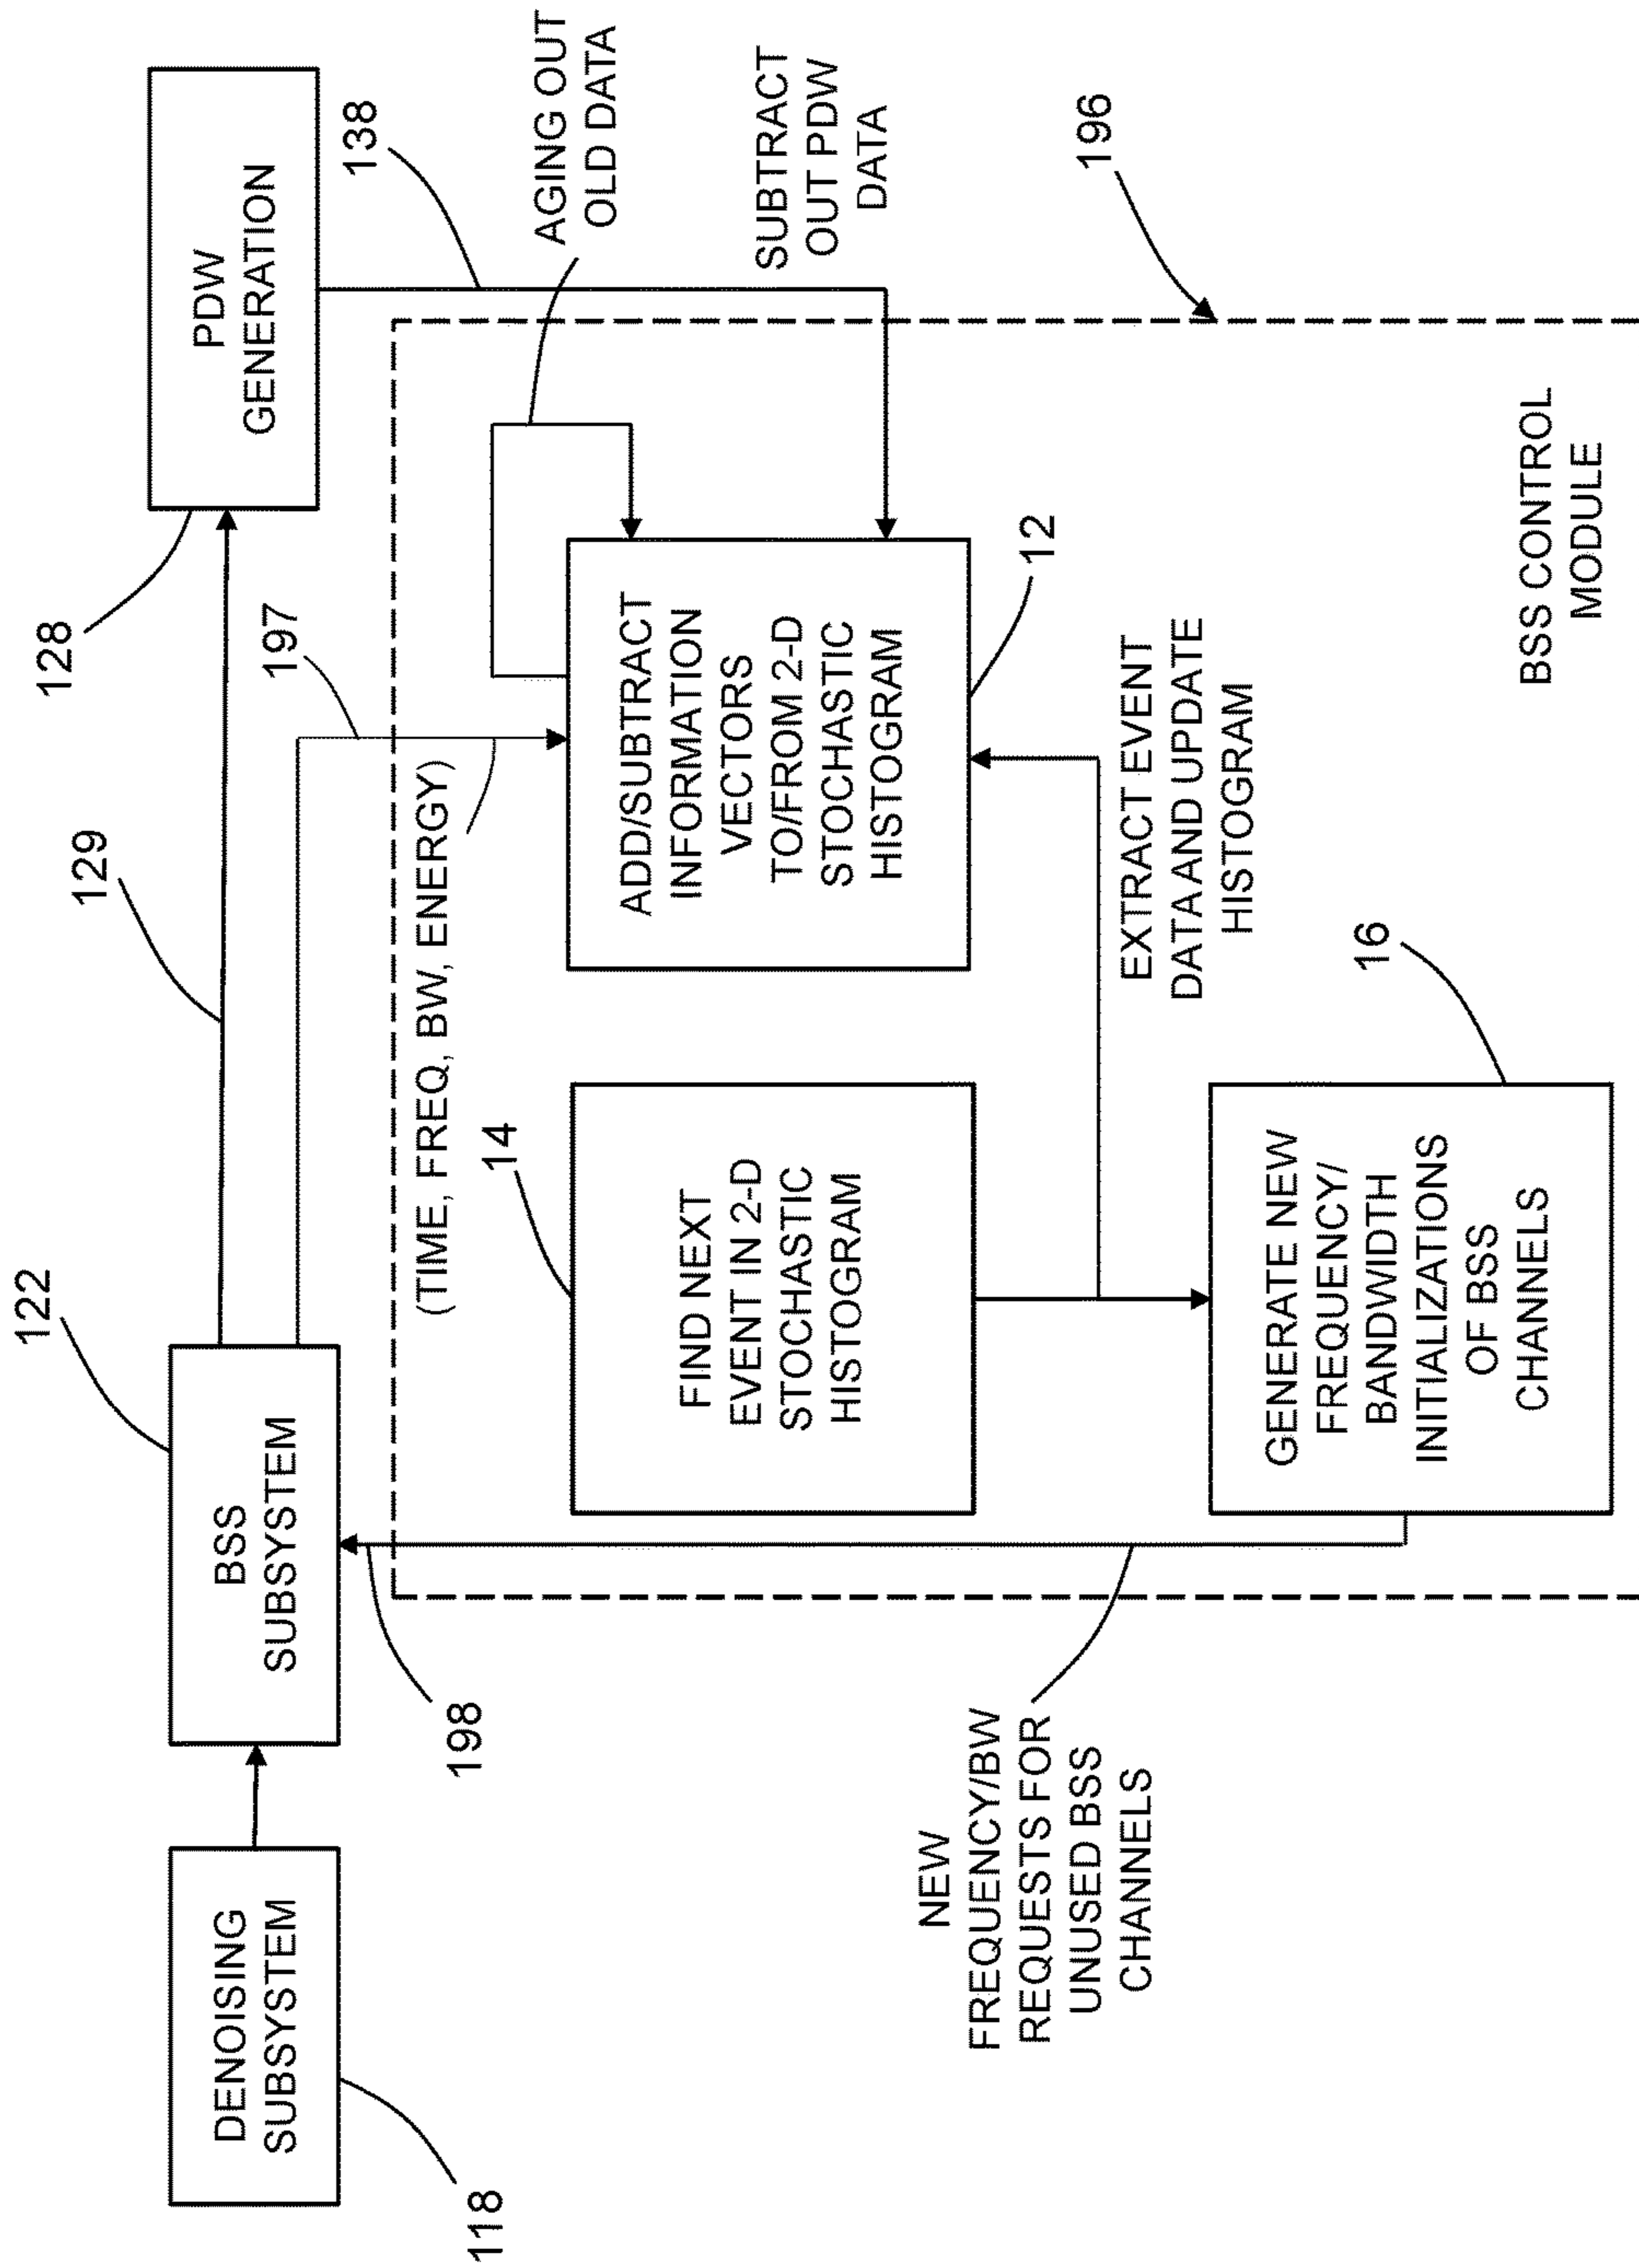 118
DENOISING
SUBSYSTEM
122
BSS
SUBSYSTEM
129
128
PDW
GENERATION
138
AGING OUT
OLD DATA
SUBTRACT
OUT PDW
DATA
197
(TIME, FREQ, BW, ENERGY)
198
NEW
FREQUENCY/BW
REQUESTS FOR
UNUSED BSS
CHANNELS
14
FIND NEXT
EVENT IN 2-D
STOCHASTIC
HISTOGRAM
ADD/SUBTRACT
INFORMATION
VECTORS
TO/FROM 2-D
STOCHASTIC
HISTOGRAM
12
196
EXTRACT EVENT
DATA AND UPDATE
HISTOGRAM
16
GENERATE NEW
FREQUENCY/
BANDWIDTH
INITIALIZATIONS
OF BSS
CHANNELS
BSS CONTROL
MODULE